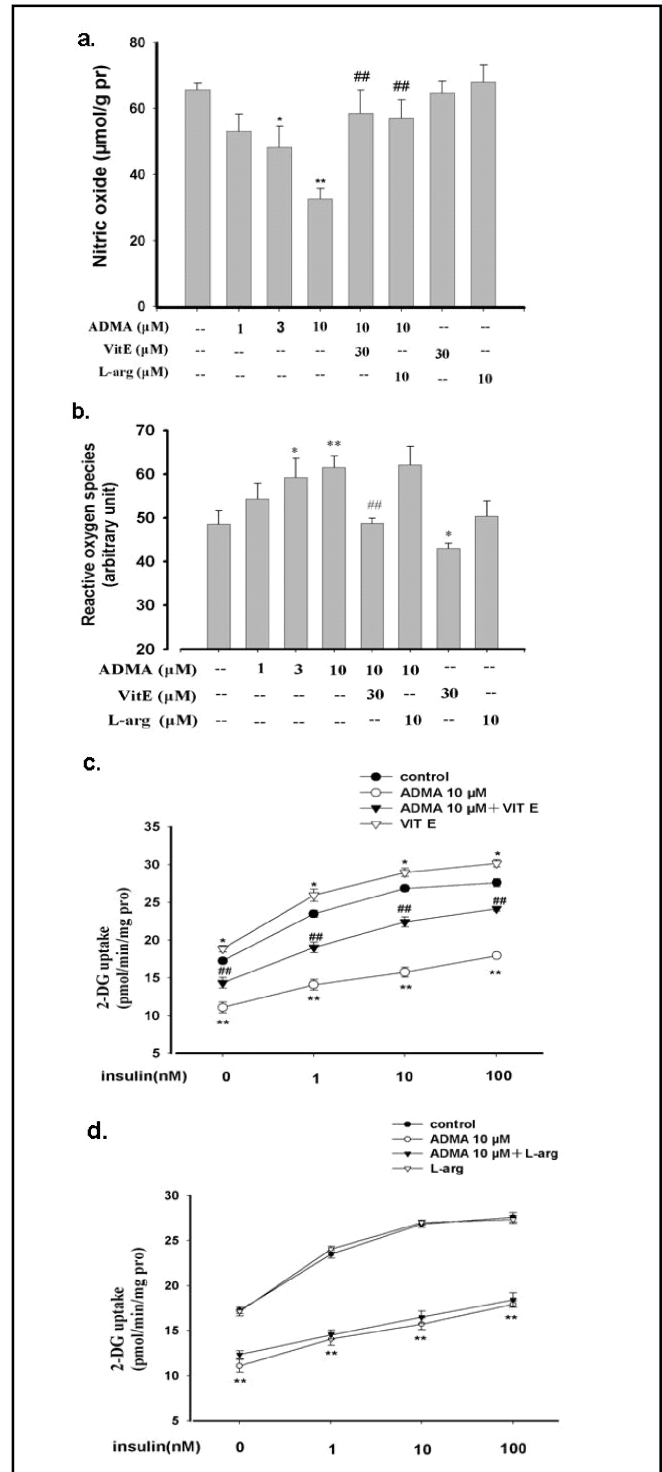 a.
Nitric oxide (µmol/g pr)
80
60
40
20
0
*
**
##
##
ADMA (µM) -- 1 3 10 10 10 -- --
VitE (µM) -- -- -- -- 30 -- 30 --
L-arg (µM) -- -- -- -- -- 10 -- 10
b.
Reactive oxygen species
(arbitrary unit)
70
60
50
40
30
20
*
**
##
*
ADMA (µM) -- 1 3 10 10 10 -- --
VitE (µM) -- -- -- -- 30 -- 30 --
L-arg (µM) -- -- -- -- -- 10 -- 10
c.
control
ADMA 10 µM
ADMA 10 µM+VIT E
VIT E
2-DG uptake
(pmol/min/mg pro)
35
30
25
20
15
10
5
* * * *
## ## ## ##
** ** ** **
insulin(nM) 0 1 10 100
d.
control
ADMA 10 µM
ADMA 10 µM+L-arg
L-arg
2-DG uptake
(pmol/min/mg pro)
30
25
20
15
10
5
** ** ** **
insulin(nM) 0 1 10 100